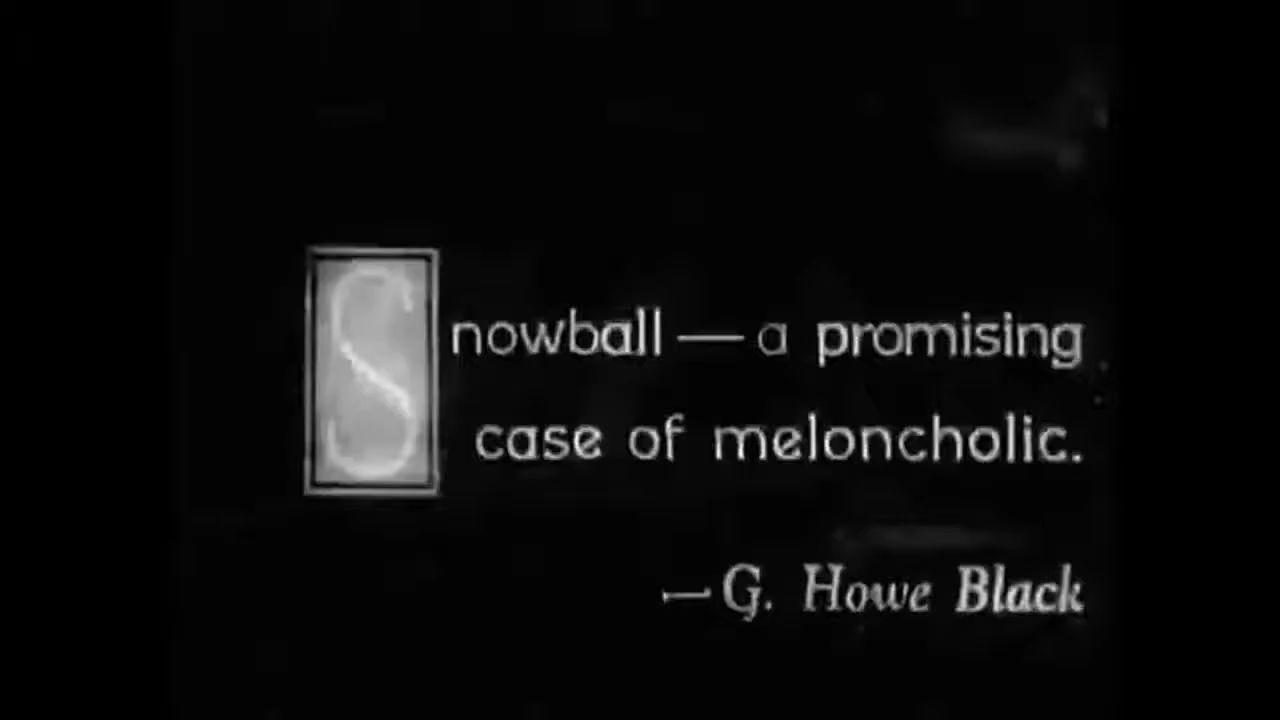 Snowball — a promising
case of meloncholic.
— G. Howe Black